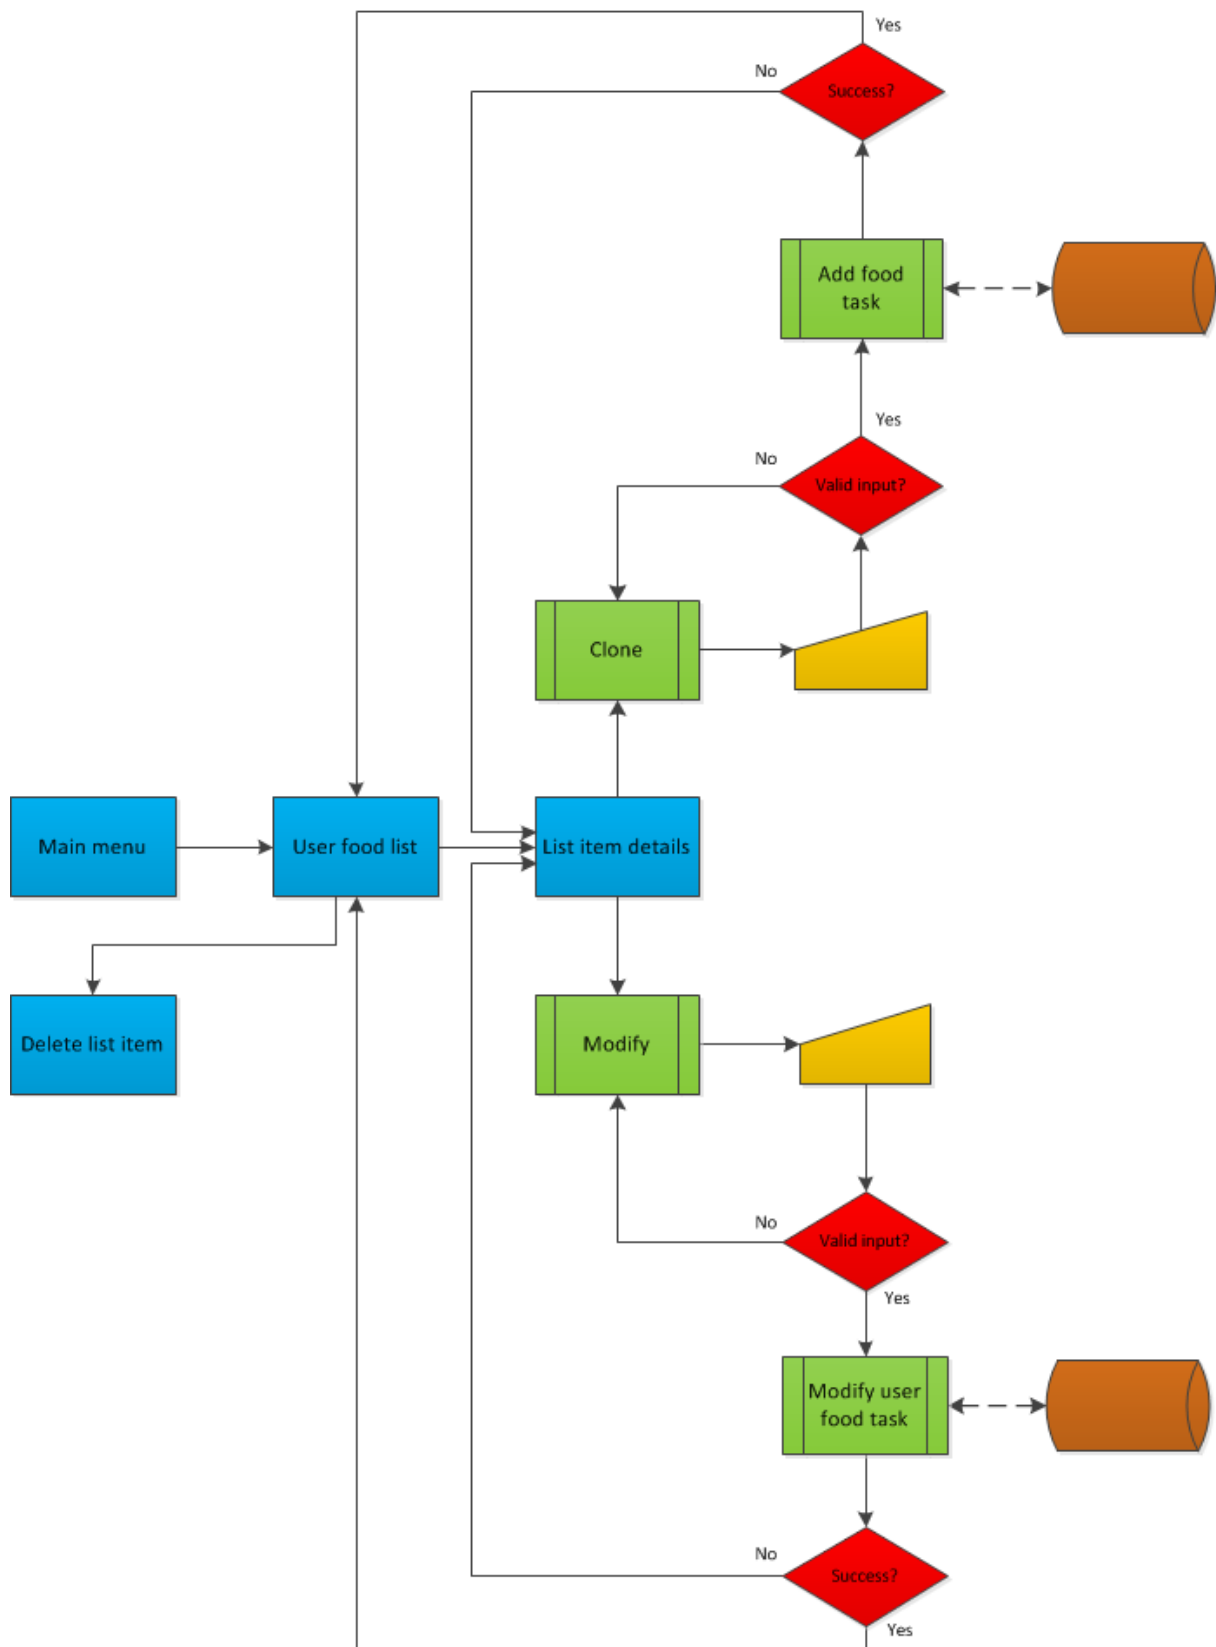 Yes
No
Success?
Add food
task
Yes
No
Valid input?
Clone
Main menu
User food list
List item details
Delete list item
Modify
No
Valid input?
Yes
Modify user
food task
No
Success?
Yes